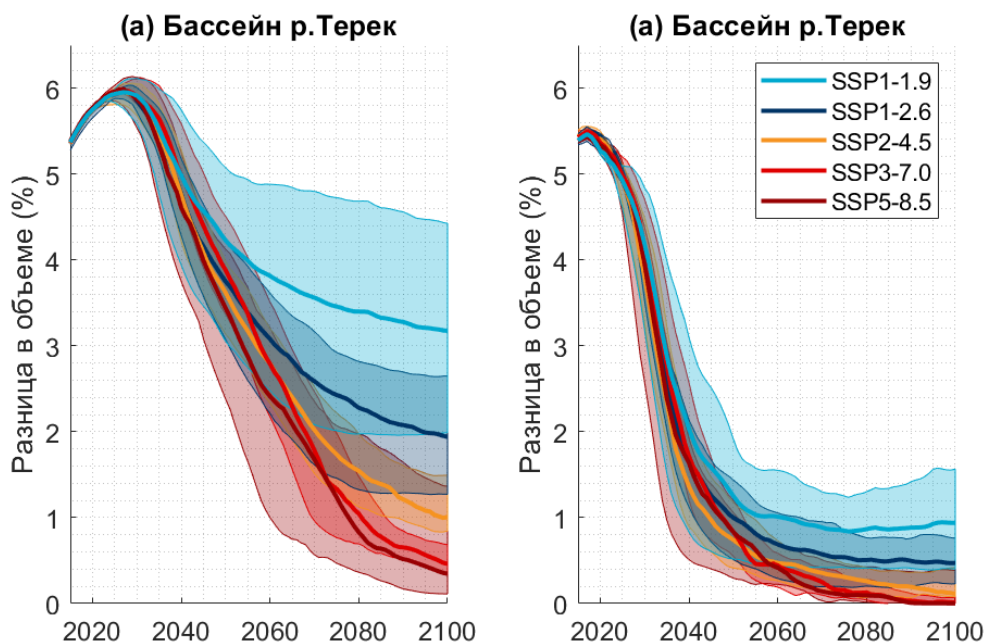 (а) Бассейн р.Терек
Разница в объеме (%)
6
5
4
3
2
1
0
2020 2040 2060 2080 2100
(а) Бассейн р.Терек
SSP1-1.9
SSP1-2.6
SSP2-4.5
SSP3-7.0
SSP5-8.5
Разница в объеме (%)
6
5
4
3
2
1
0
2020 2040 2060 2080 2100